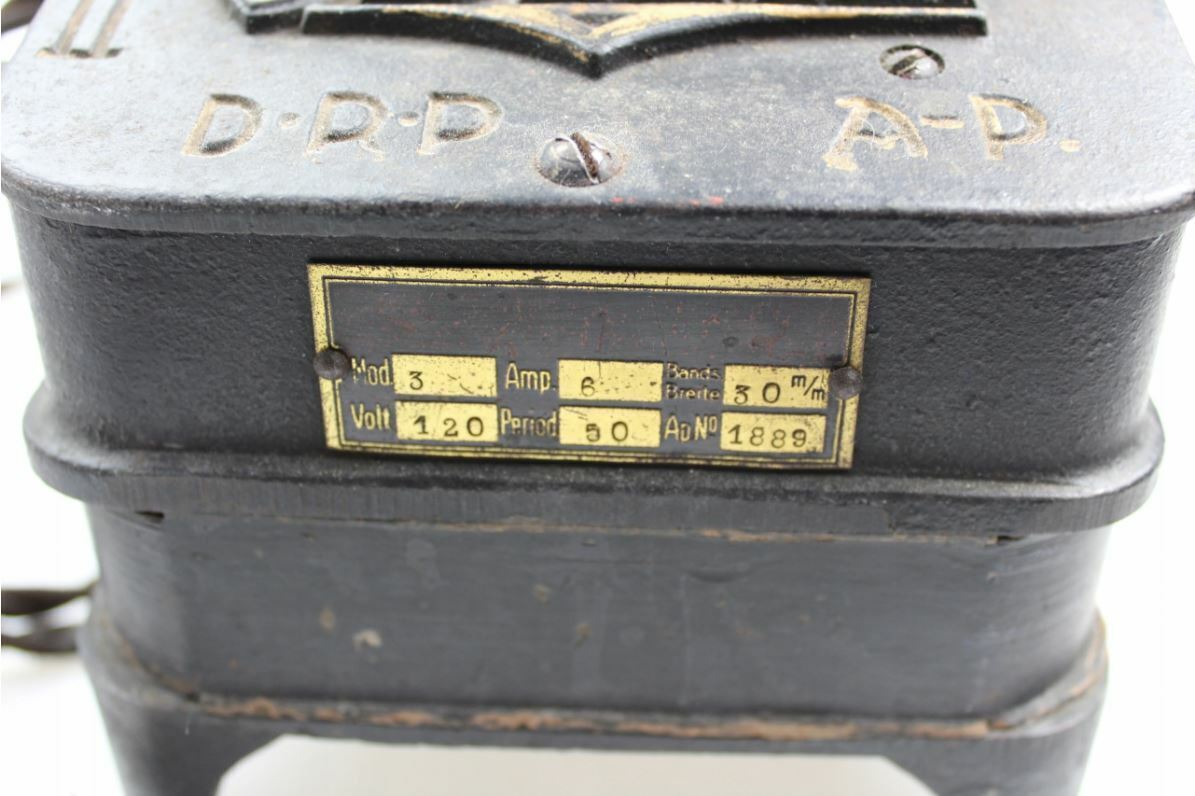 D·R·P A-P.
Mod. 3 Amp. 6 Bands Breite 30 m/m
Volt 120 Period 50 Ap Nº 1889